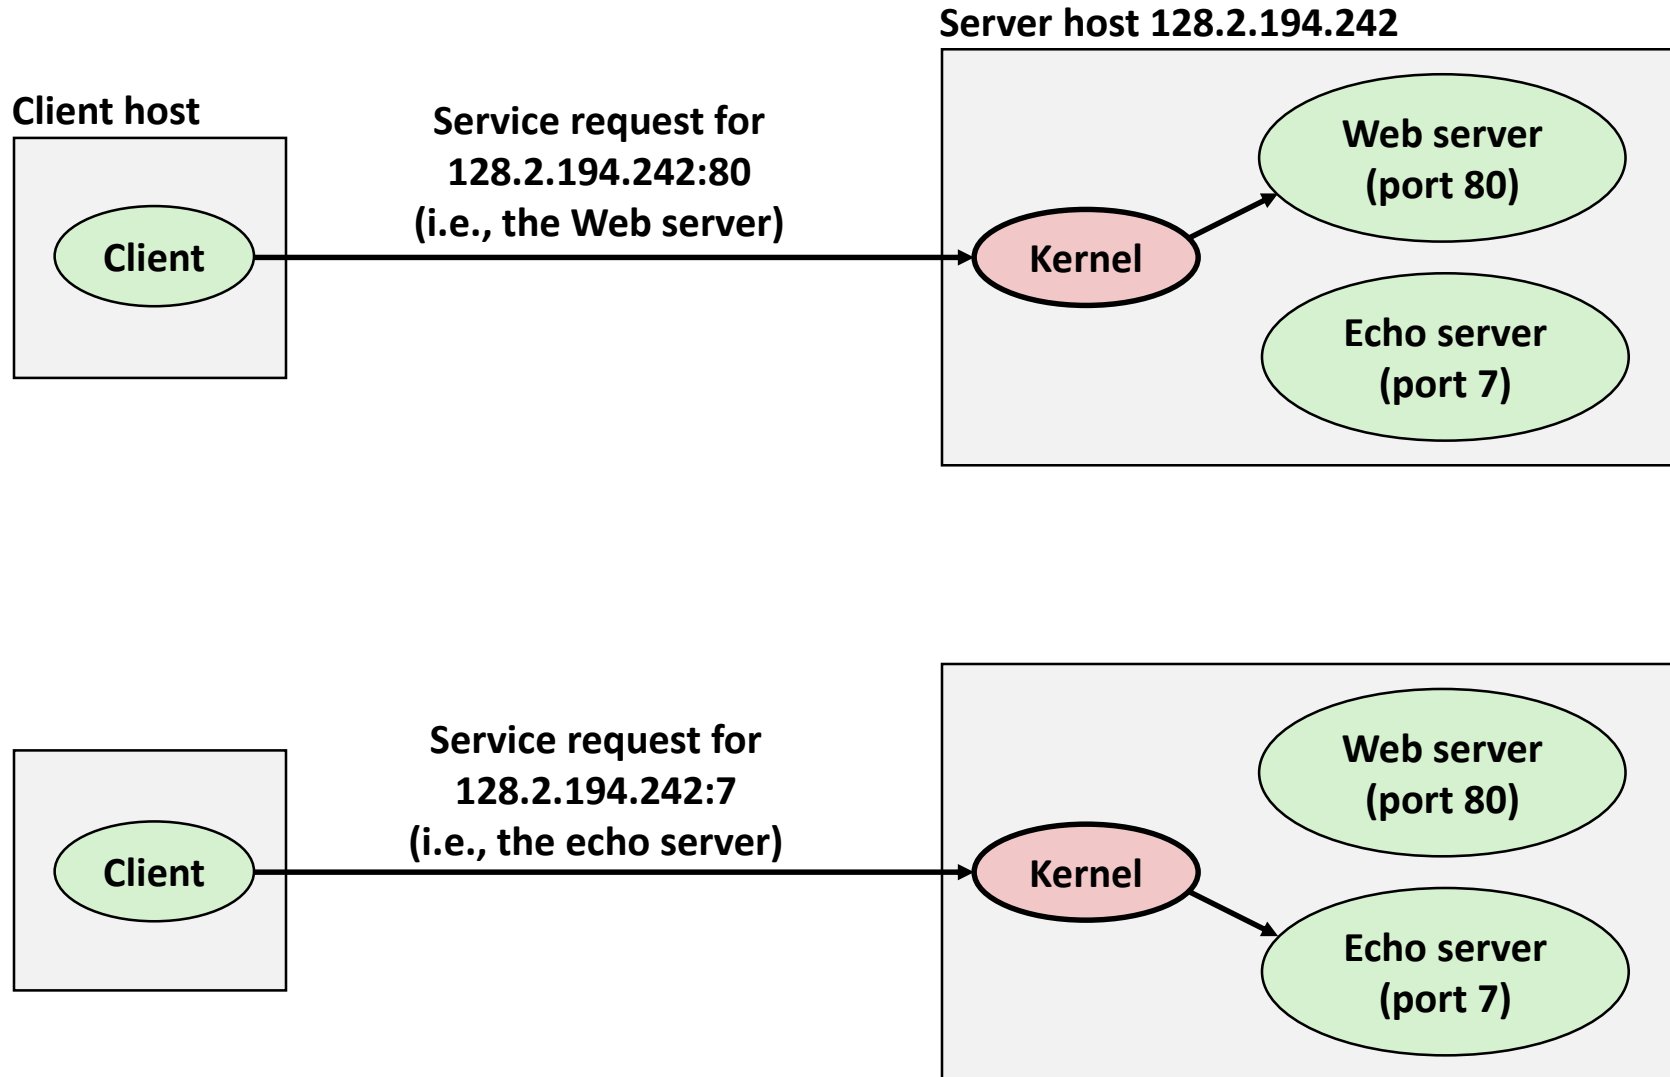 Server host 128.2.194.242
Client host
Service request for
128.2.194.242:80
(i.e., the Web server)
Client
Kernel
Web server
(port 80)
Echo server
(port 7)
Service request for
128.2.194.242:7
(i.e., the echo server)
Client
Kernel
Web server
(port 80)
Echo server
(port 7)